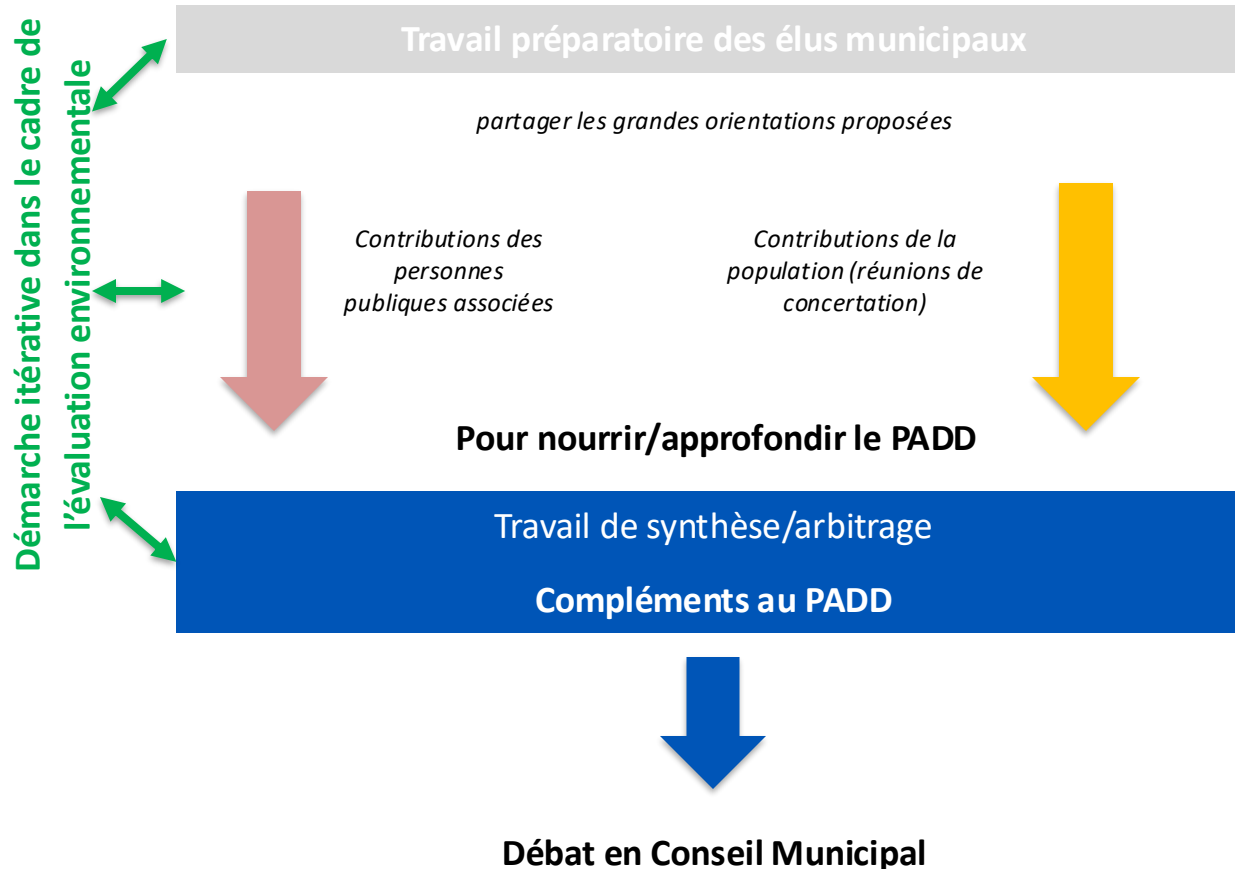 Démarche itérative dans le cadre de
l'évaluation environnementale
Travail préparatoire des élus municipaux
partager les grandes orientations proposées
Contributions des
personnes
publiques associées
Contributions de la
population (réunions de
concertation)
Pour nourrir/approfondir le PADD
Travail de synthèse/arbitrage
Compléments au PADD
Débat en Conseil Municipal